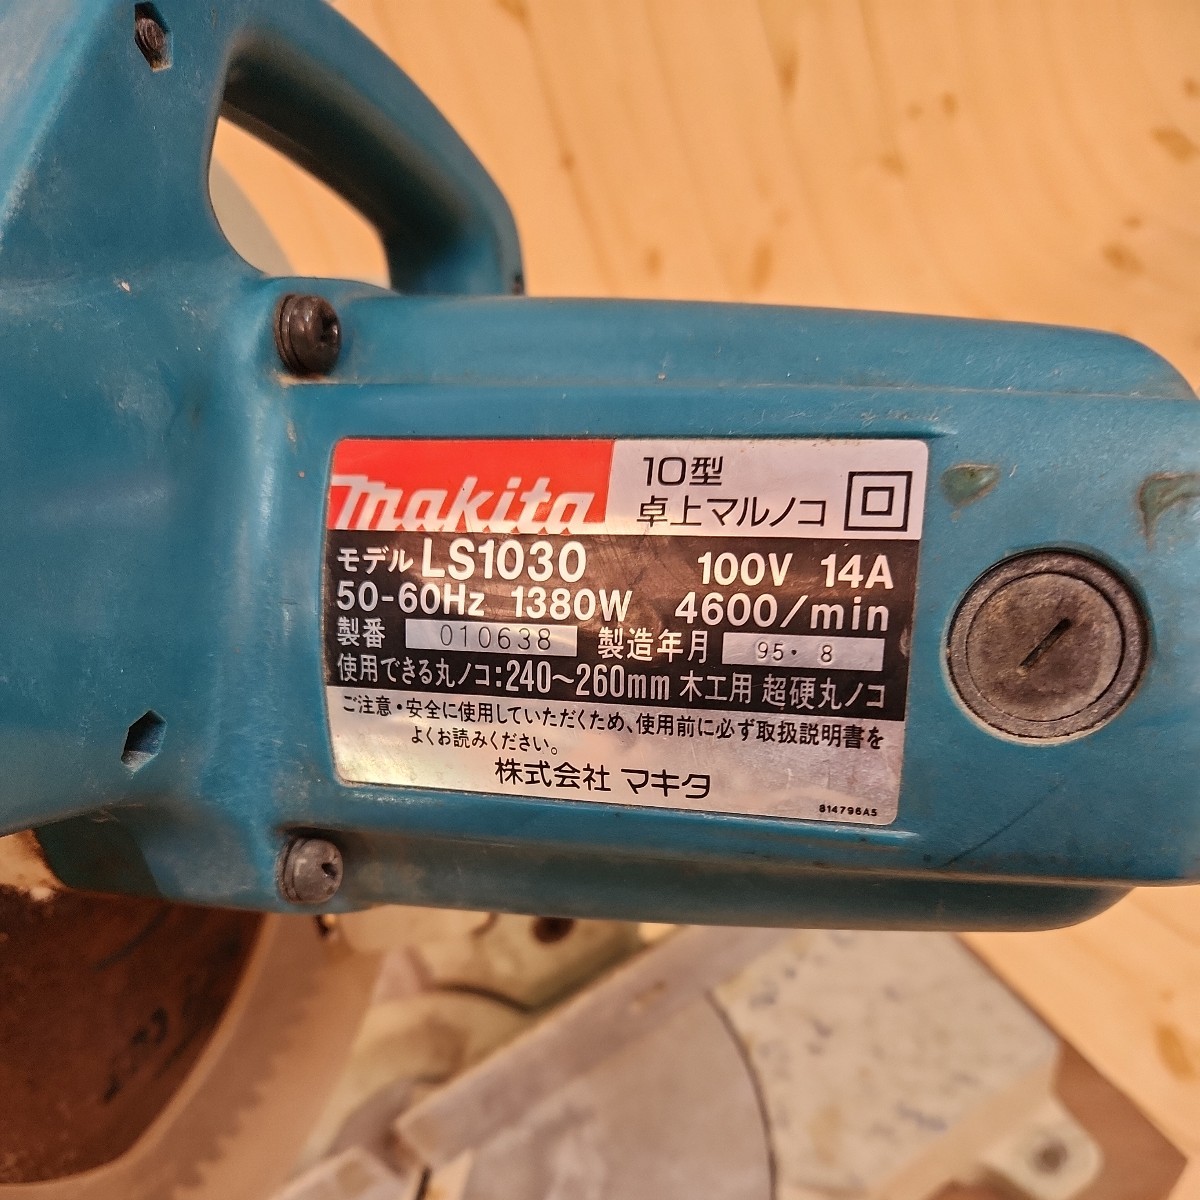 makita
10型
卓上マルノコ
モデル LS1030 100V 14A
50-60Hz 1380W 4600/min
製番 010638 製造年月 95・8
使用できる丸ノコ:240~260mm 木工用 超硬丸ノコ
ご注意・安全に使用していただくため、使用前に必ず取扱説明書を
よくお読みください。
株式会社 マキタ
814796A5